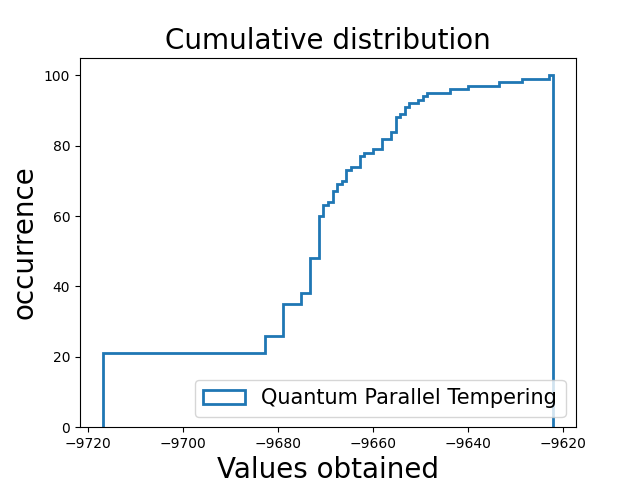 Cumulative distribution
occurrence
100
80
60
40
20
0
Quantum Parallel Tempering
−9720 −9700 −9680 −9660 −9640 −9620
Values obtained